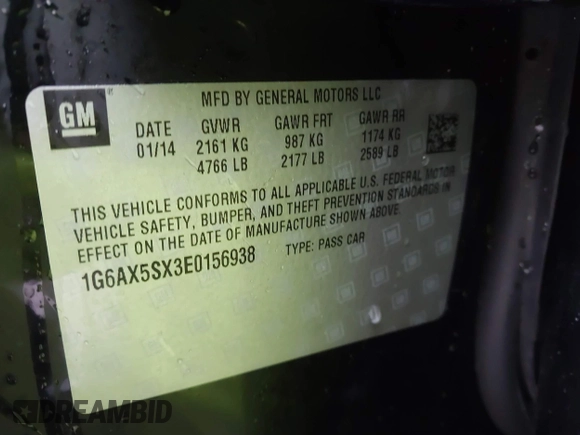 GM ®
MFD BY GENERAL MOTORS LLC
DATE GVWR GAWR FRT GAWR RR
01/14 2161 KG 987 KG 1174 KG
4766 LB 2177 LB 2589 LB
THIS VEHICLE CONFORMS TO ALL APPLICABLE U.S. FEDERAL MOTOR
VEHICLE SAFETY, BUMPER, AND THEFT PREVENTION STANDARDS IN
EFFECT ON THE DATE OF MANUFACTURE SHOWN ABOVE.
1G6AX5SX3E0156938 TYPE: PASS CAR
DREAMBID